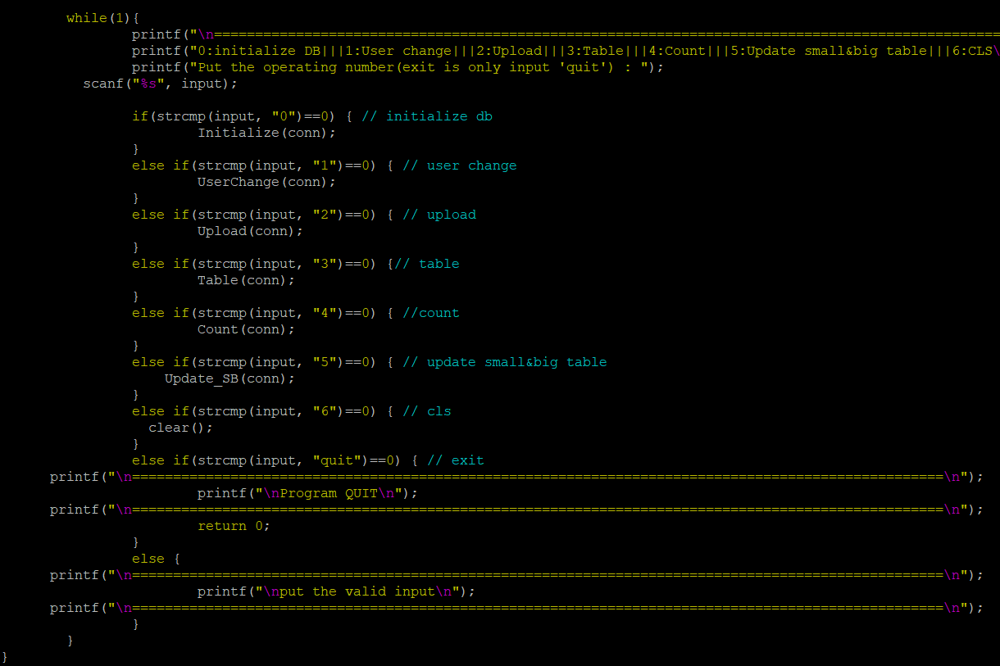 while(1){
printf("\n====================================================================================================
printf("0:initialize DB|||1:User change|||2:Upload|||3:Table|||4:Count|||5:Update small&big table|||6:CLS\
printf("Put the operating number(exit is only input 'quit') : ");
scanf("%s", input);
if(strcmp(input, "0")==0) { // initialize db
Initialize(conn);
}
else if(strcmp(input, "1")==0) { // user change
UserChange(conn);
}
else if(strcmp(input, "2")==0) { // upload
Upload(conn);
}
else if(strcmp(input, "3")==0) {// table
Table(conn);
}
else if(strcmp(input, "4")==0) { //count
Count(conn);
}
else if(strcmp(input, "5")==0) { // update small&big table
Update_SB(conn);
}
else if(strcmp(input, "6")==0) { // cls
clear();
}
else if(strcmp(input, "quit")==0) { // exit
printf("\n===================================================================================================\n");
printf("\nProgram QUIT\n");
printf("\n===================================================================================================\n");
return 0;
}
else {
printf("\n===================================================================================================\n");
printf("\nput the valid input\n");
printf("\n===================================================================================================\n");
}
}
}